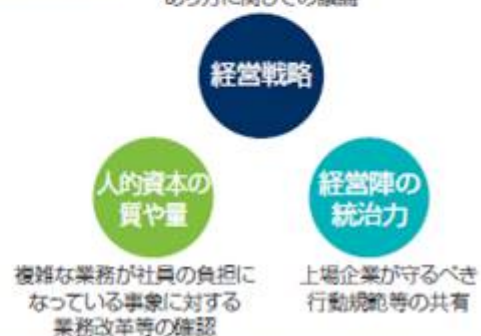 経営戦略
人的資本の
質や量
経営陣の
統治力
複雑な業務が社員の負担に
なっている事象に対する
業務改革等の確認
上場企業が守るべき
行動規範等の共有